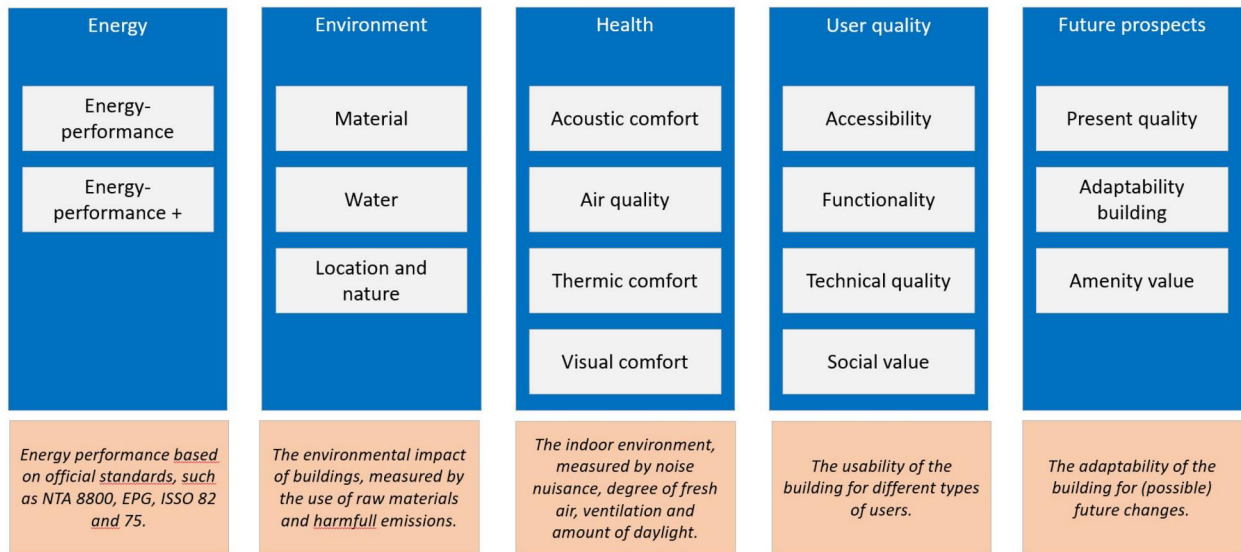 Energy
Energy-
performance
Energy-
performance +
Energy performance based
on official standards, such
as NTA 8800, EPG, ISSO 82
and 75.
Environment
Material
Water
Location and
nature
The environmental impact
of buildings, measured by
the use of raw materials
and harmfull emissions.
Health
Acoustic comfort
Air quality
Thermic comfort
Visual comfort
The indoor environment,
measured by noise
nuisance, degree of fresh
air, ventilation and
amount of daylight.
User quality
Accessibility
Functionality
Technical quality
Social value
The usability of the
building for different types
of users.
Future prospects
Present quality
Adaptability
building
Amenity value
The adaptability of the
building for (possible)
future changes.